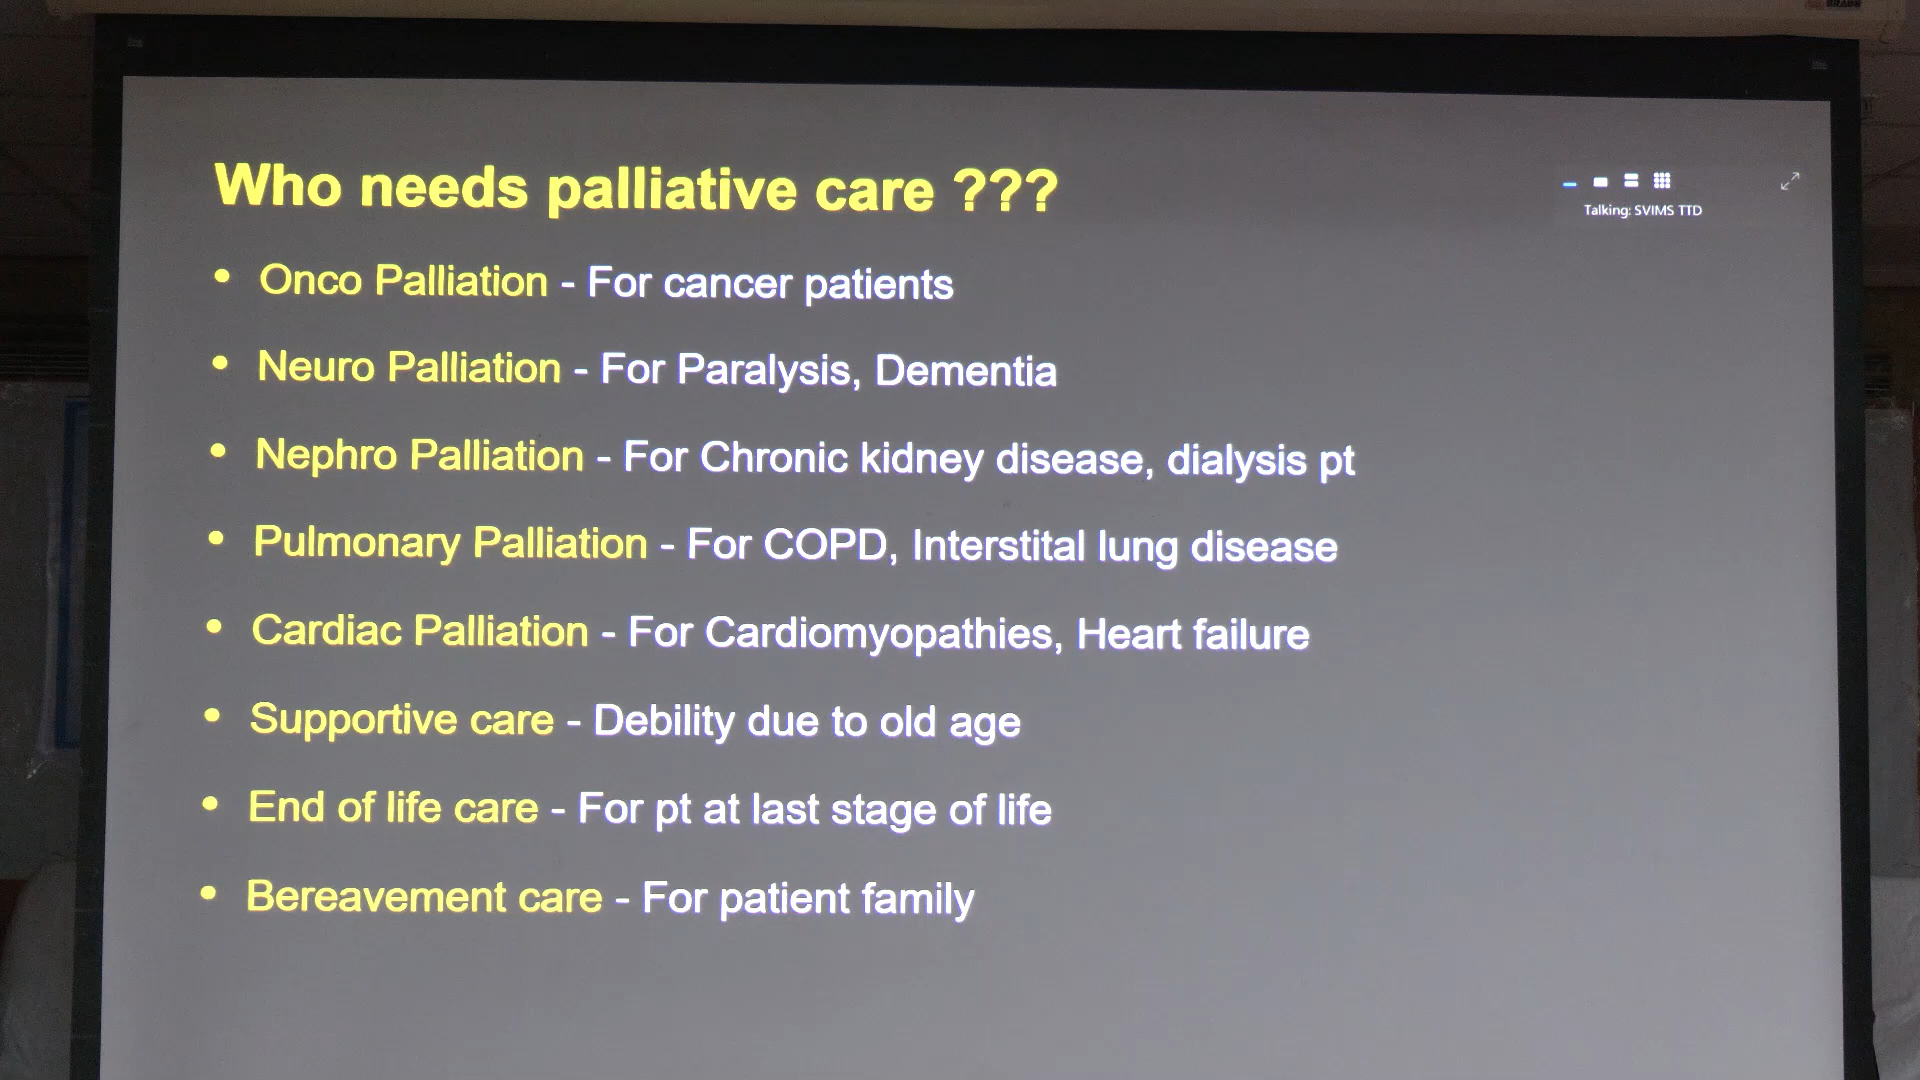 Who needs palliative care ???
Talking: SVIMS TTD
• Onco Palliation - For cancer patients
• Neuro Palliation - For Paralysis, Dementia
• Nephro Palliation - For Chronic kidney disease, dialysis pt
• Pulmonary Palliation - For COPD, Interstital lung disease
• Cardiac Palliation - For Cardiomyopathies, Heart failure
• Supportive care - Debility due to old age
• End of life care - For pt at last stage of life
• Bereavement care - For patient family